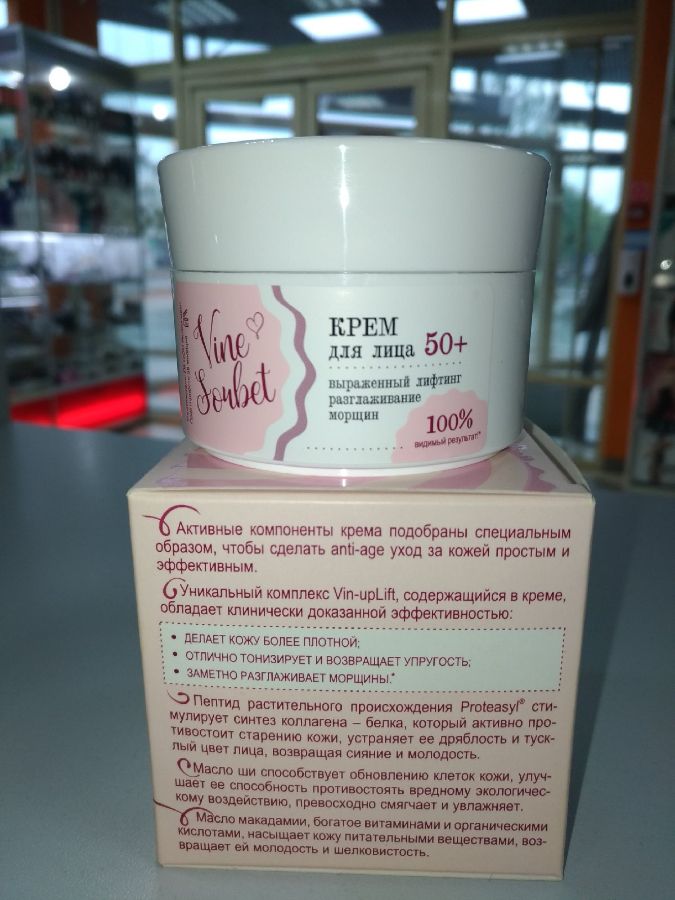 Vine
Sorbet
КРЕМ
для лица 50+
выраженный лифтинг
разглаживание
морщин
100%
видимый результат!*
Активные компоненты крема подобраны специальным
образом, чтобы сделать anti-age уход за кожей простым и
эффективным.
Уникальный комплекс Vin-upLift, содержащийся в креме,
обладает клинически доказанной эффективностью:
• ДЕЛАЕТ КОЖУ БОЛЕЕ ПЛОТНОЙ;
• ОТЛИЧНО ТОНИЗИРУЕТ И ВОЗВРАЩАЕТ УПРУГОСТЬ;
• ЗАМЕТНО РАЗГЛАЖИВАЕТ МОРЩИНЫ.*
Пептид растительного происхождения Proteasyl® сти-
мулирует синтез коллагена – белка, который активно про-
тивостоит старению кожи, устраняет ее дряблость и туск-
лый цвет лица, возвращая сияние и молодость.
Масло ши способствует обновлению клеток кожи, улуч-
шает ее способность противостоять вредному экологичес-
кому воздействию, превосходно смягчает и увлажняет.
Масло макадамии, богатое витаминами и органическими
кислотами, насыщает кожу питательными веществами, воз-
вращает ей молодость и шелковистость.